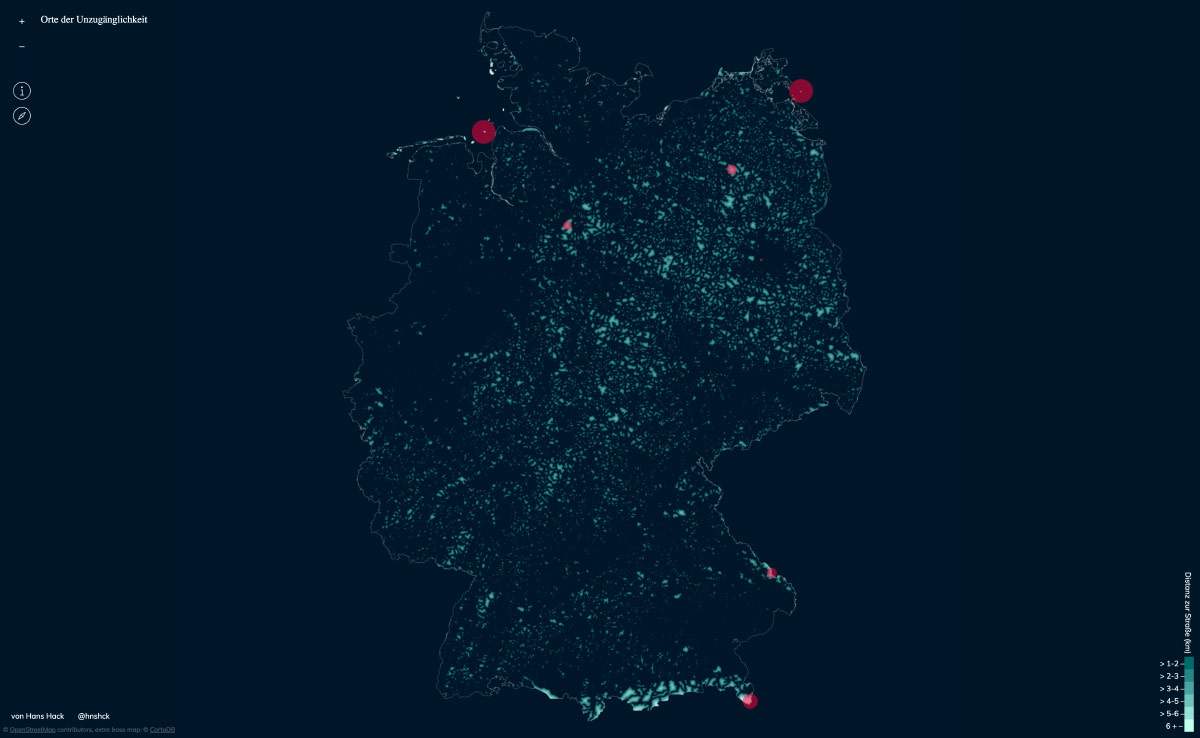 +
Orte der Unzugänglichkeit
−
i
Distanz zur Straße (km)
> 1-2
> 2-3
> 3-4
> 4-5
> 5-6
6 +
von Hans Hack @hnshck
© OpenStreetMap contributors, extra base map: © CartoDB